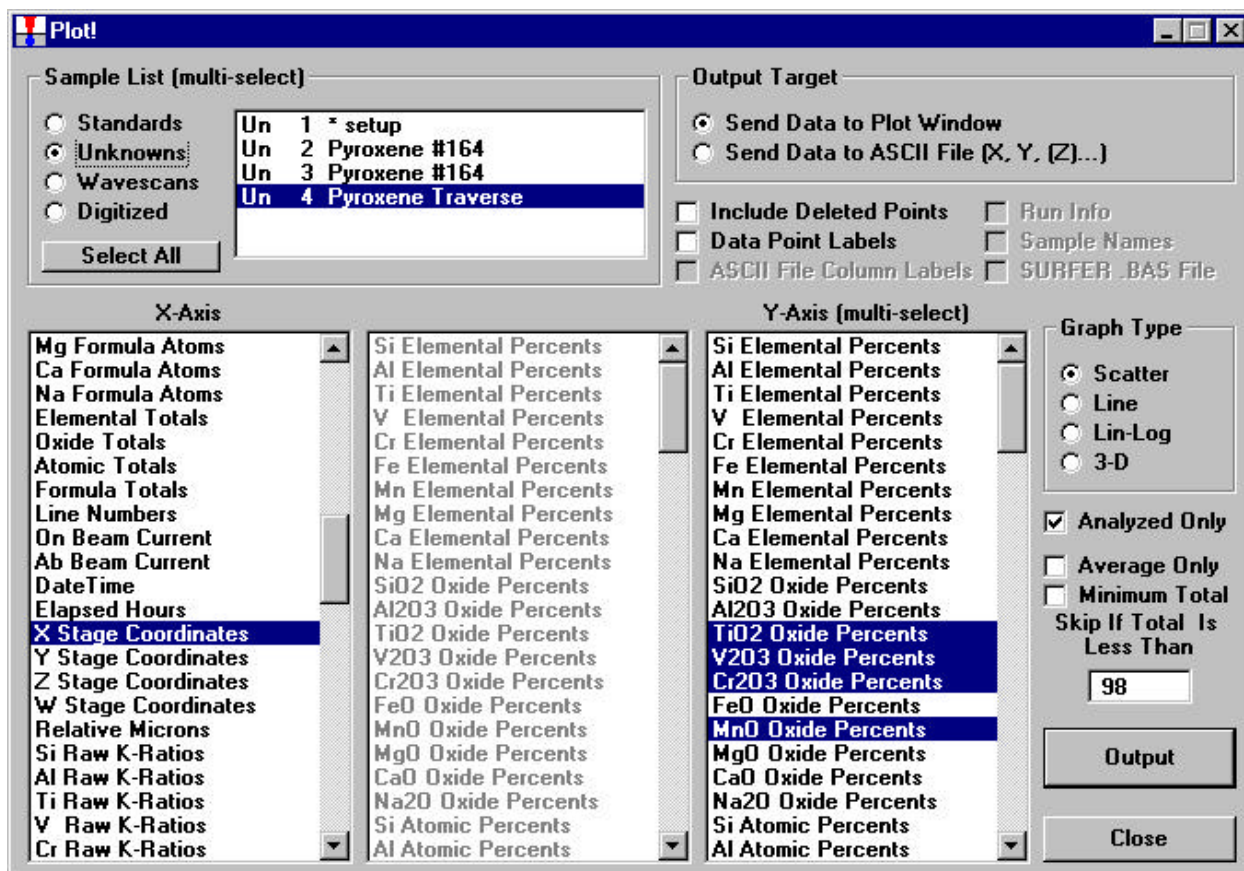 Plot!
Sample List (multi-select)
Standards
Unknowns
Wavescans
Digitized
Select All
Un 1 * setup
Un 2 Pyroxene #164
Un 3 Pyroxene #164
Un 4 Pyroxene Traverse
Output Target
Send Data to Plot Window
Send Data to ASCII File (X, Y, (Z)...)
Include Deleted Points
Data Point Labels
ASCII File Column Labels
Run Info
Sample Names
SURFER .BAS File
X-Axis
Mg Formula Atoms
Ca Formula Atoms
Na Formula Atoms
Elemental Totals
Oxide Totals
Atomic Totals
Formula Totals
Line Numbers
On Beam Current
Ab Beam Current
DateTime
Elapsed Hours
X Stage Coordinates
Y Stage Coordinates
Z Stage Coordinates
W Stage Coordinates
Relative Microns
Si Raw K-Ratios
Al Raw K-Ratios
Ti Raw K-Ratios
V Raw K-Ratios
Cr Raw K-Ratios
Si Elemental Percents
Al Elemental Percents
Ti Elemental Percents
V Elemental Percents
Cr Elemental Percents
Fe Elemental Percents
Mn Elemental Percents
Mg Elemental Percents
Ca Elemental Percents
Na Elemental Percents
SiO2 Oxide Percents
Al2O3 Oxide Percents
TiO2 Oxide Percents
V2O3 Oxide Percents
Cr2O3 Oxide Percents
FeO Oxide Percents
MnO Oxide Percents
MgO Oxide Percents
CaO Oxide Percents
Na2O Oxide Percents
Si Atomic Percents
Al Atomic Percents
Y-Axis (multi-select)
Si Elemental Percents
Al Elemental Percents
Ti Elemental Percents
V Elemental Percents
Cr Elemental Percents
Fe Elemental Percents
Mn Elemental Percents
Mg Elemental Percents
Ca Elemental Percents
Na Elemental Percents
SiO2 Oxide Percents
Al2O3 Oxide Percents
TiO2 Oxide Percents
V2O3 Oxide Percents
Cr2O3 Oxide Percents
FeO Oxide Percents
MnO Oxide Percents
MgO Oxide Percents
CaO Oxide Percents
Na2O Oxide Percents
Si Atomic Percents
Al Atomic Percents
Graph Type
Scatter
Line
Lin-Log
3-D
Analyzed Only
Average Only
Minimum Total
Skip If Total Is
Less Than
98
Output
Close